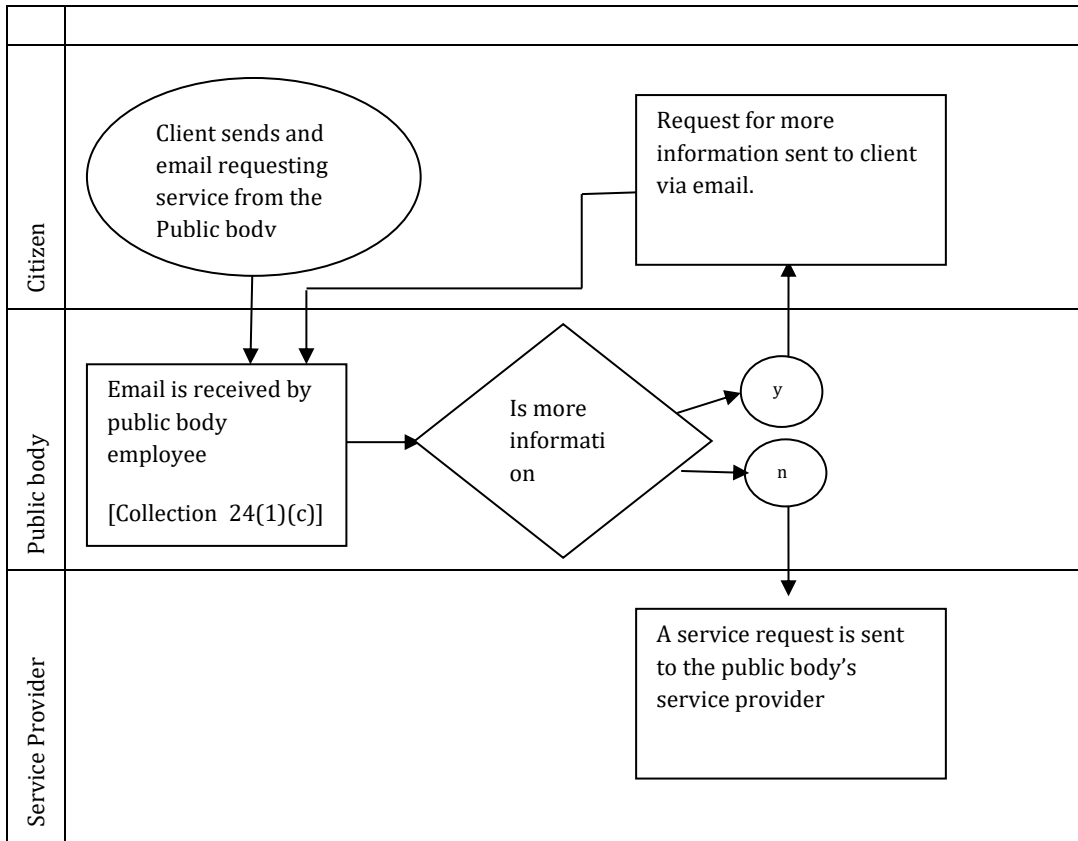 Client sends and
email requesting
service from the
Public body
Request for more
information sent to client
via email.
Citizen
Email is received by
public body
employee
[Collection 24(1)(c)]
Is more
informati
on
y
n
Public body
A service request is sent
to the public body's
service provider
Service Provider